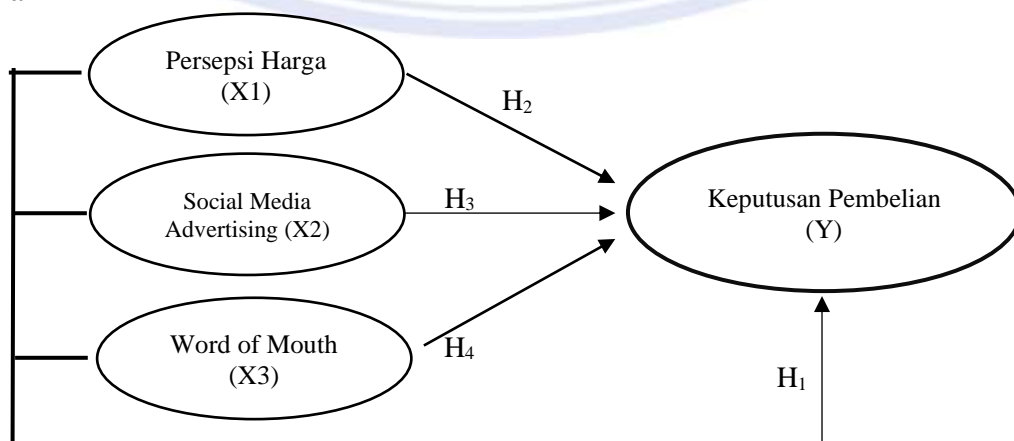 Persepsi Harga
(X1)
H2
Social Media
Advertising (X2)
H3
Keputusan Pembelian
(Y)
Word of Mouth
(X3)
H4
H1